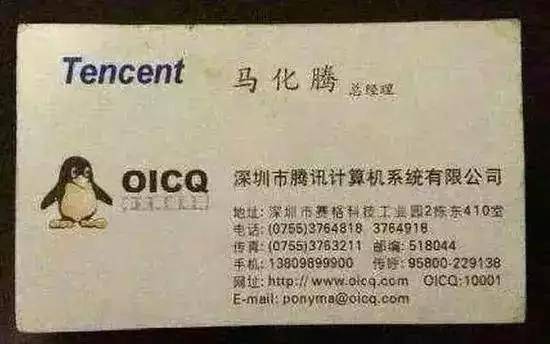 Tencent
马化腾 总经理
OICQ
深圳市腾讯计算机系统有限公司
地址: 深圳市赛格科技工业园2栋东410室
电话: (0755)3764818 3764918
传真: (0755)3763211 邮编: 518044
手机: 13809899900 传呼: 95800-229138
网址: http://www.oicq.com OICQ:10001
E-mail: ponyma@oicq.com